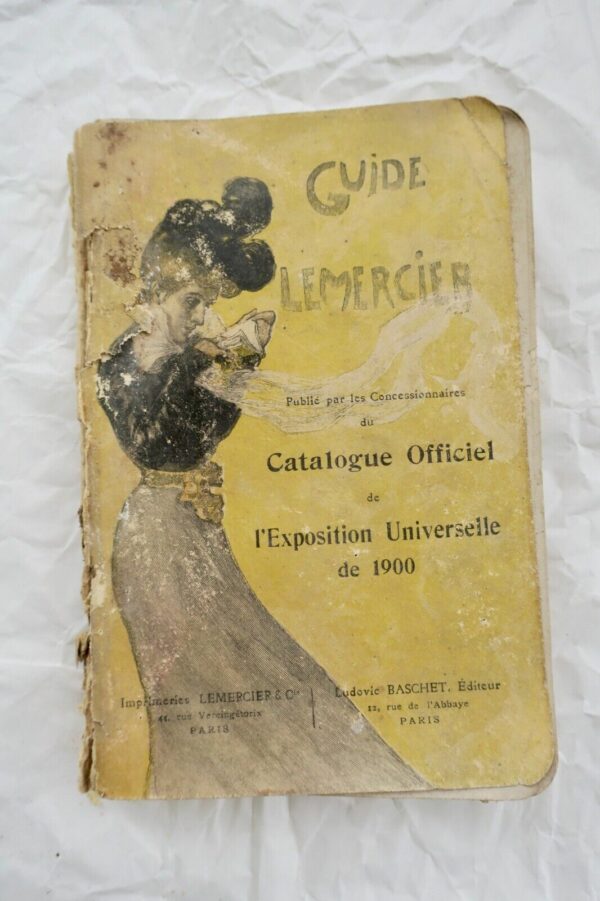 GUIDE
LEMERCIER
Publié par les Concessionnaires
du
Catalogue Officiel
de
l'Exposition Universelle
de 1900
Imprimeries LEMERCIER & Cie
44, rue Vercingétorix
PARIS
Ludovic BASCHET, Éditeur
12, rue de l'Abbaye
PARIS